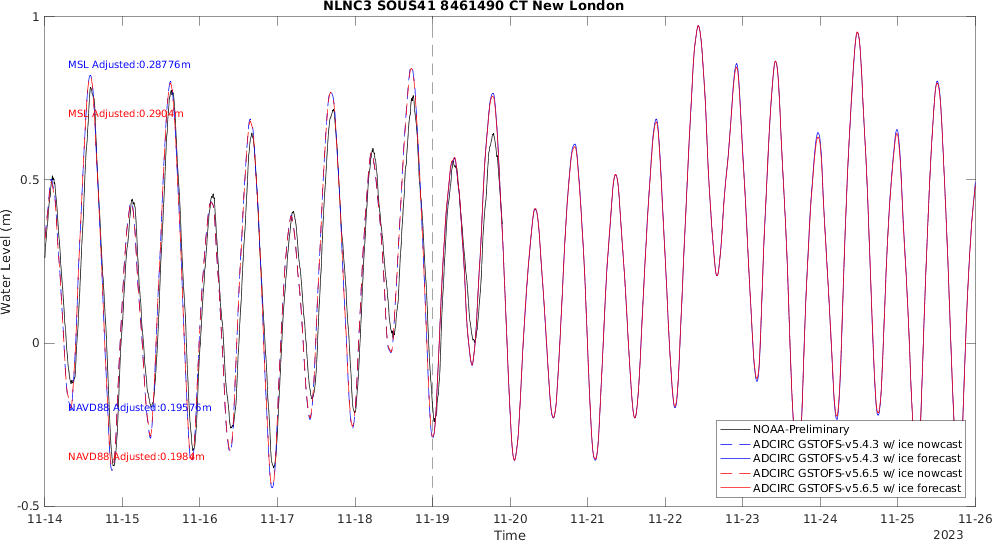 NLNC3 SOUS41 8461490 CT New London
1
0.5
0
-0.5
Water Level (m)
MSL Adjusted:0.28776m
MSL Adjusted:0.2904m
NAVD88 Adjusted:0.19576m
NAVD88 Adjusted:0.1984m
NOAA-Preliminary
ADCIRC GSTOFS-v5.4.3 w/ ice nowcast
ADCIRC GSTOFS-v5.4.3 w/ ice forecast
ADCIRC GSTOFS-v5.6.5 w/ ice nowcast
ADCIRC GSTOFS-v5.6.5 w/ ice forecast
11-14 11-15 11-16 11-17 11-18 11-19 11-20 11-21 11-22 11-23 11-24 11-25 11-26
Time
2023